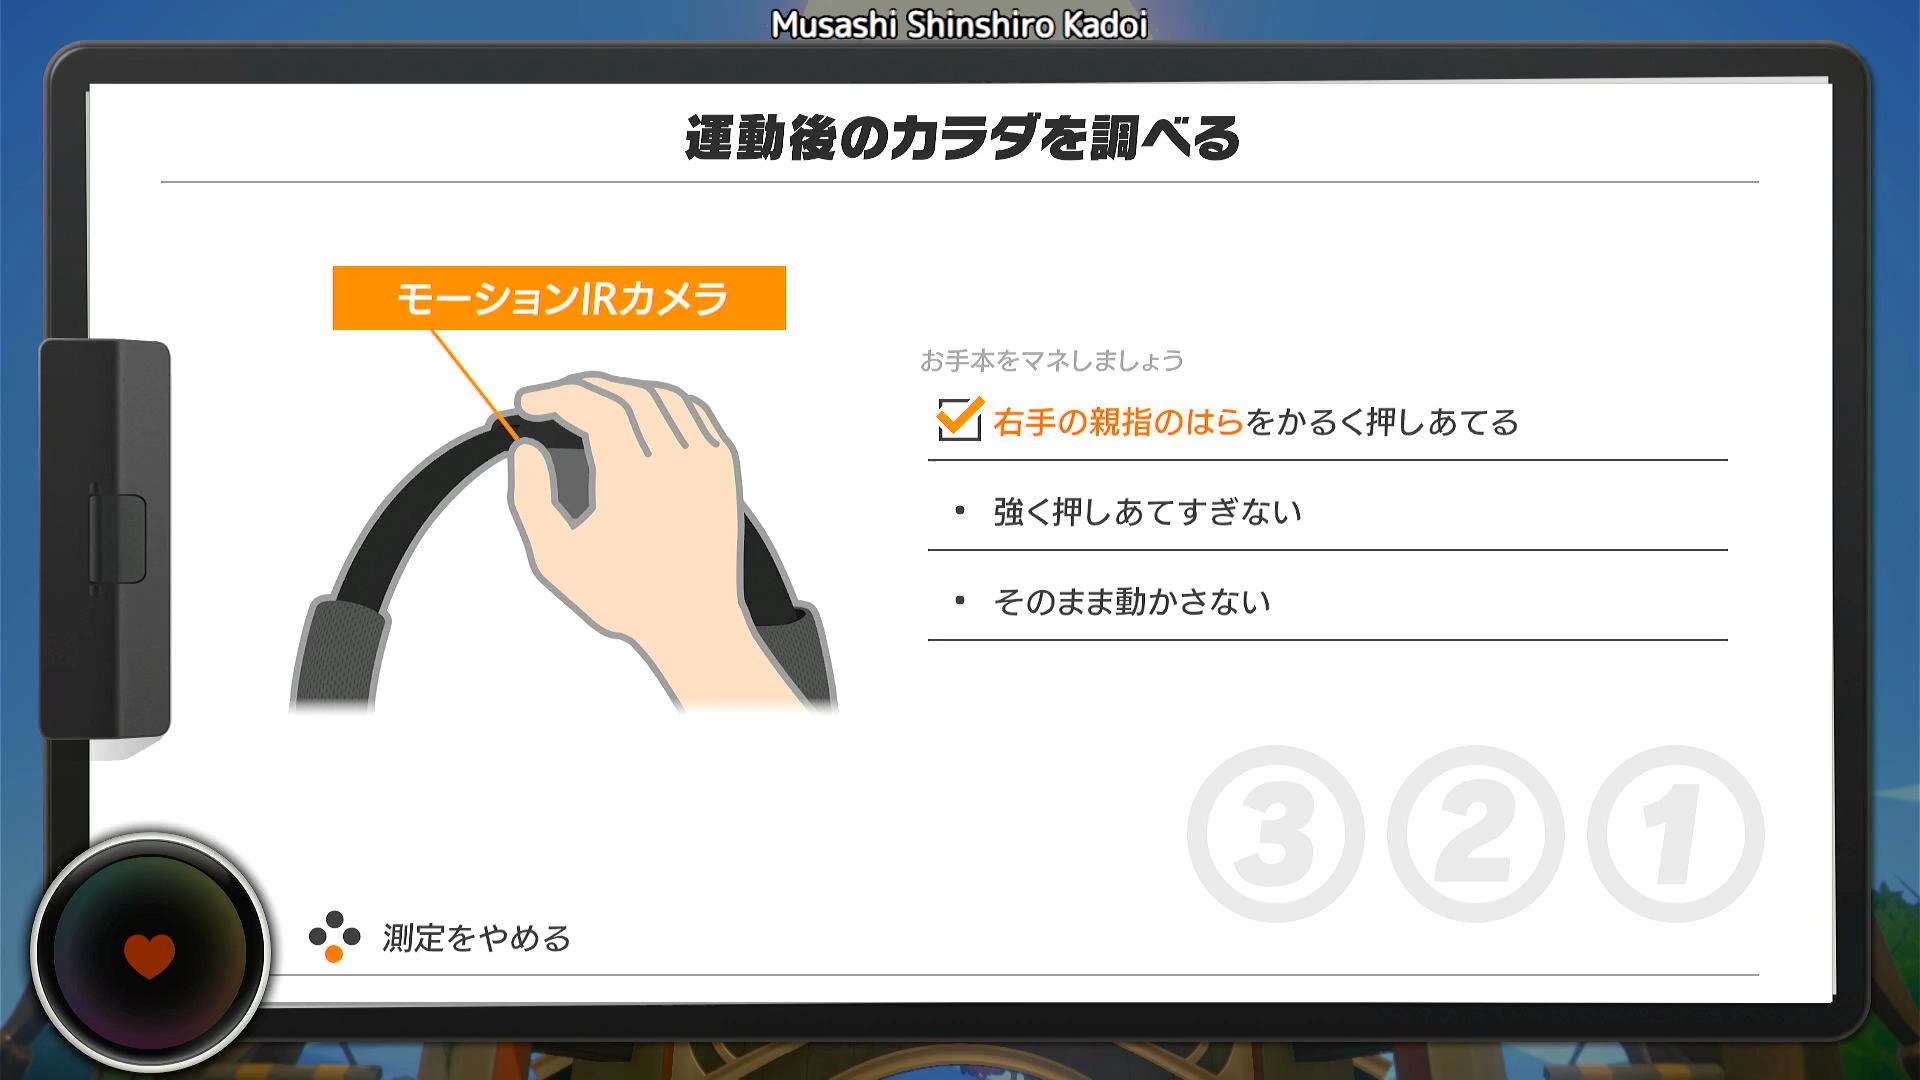 Musashi Shinshiro Kadoi
運動後のカラダを調べる
モーションIRカメラ
お手本をマネしましょう
右手の親指のはらをかるく押しあてる
・ 強く押しあてすぎない
・ そのまま動かさない
3 2 1
測定をやめる